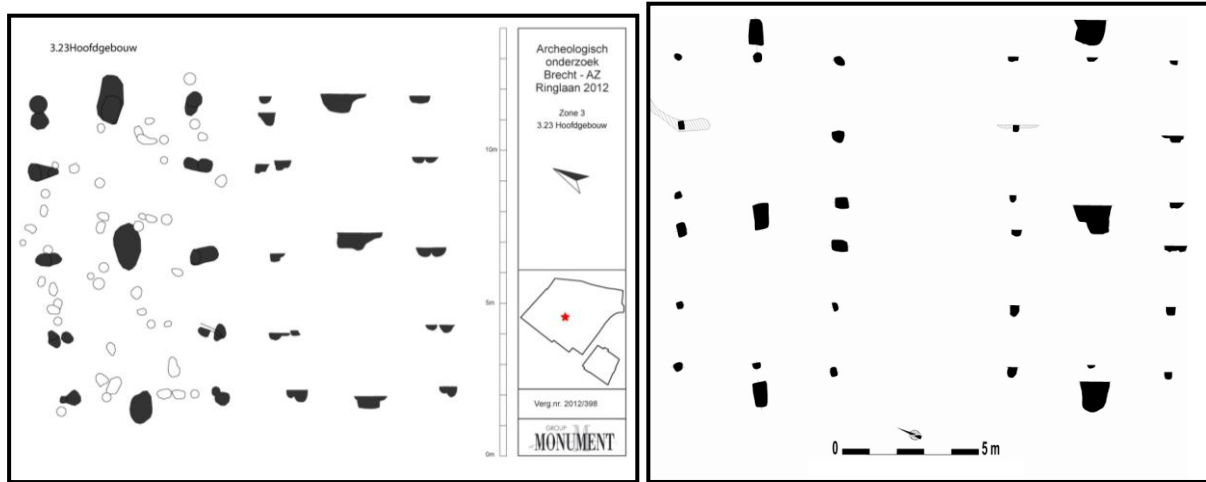 3.23Hoofdgebouw
Archeologisch
onderzoek
Brecht - AZ
Ringlaan 2012
Zone 3
3.23 Hoofdgebouw
10m
5m
0m
Verg.nr. 2012/398
GROUP
MONUMENT
0 5 m